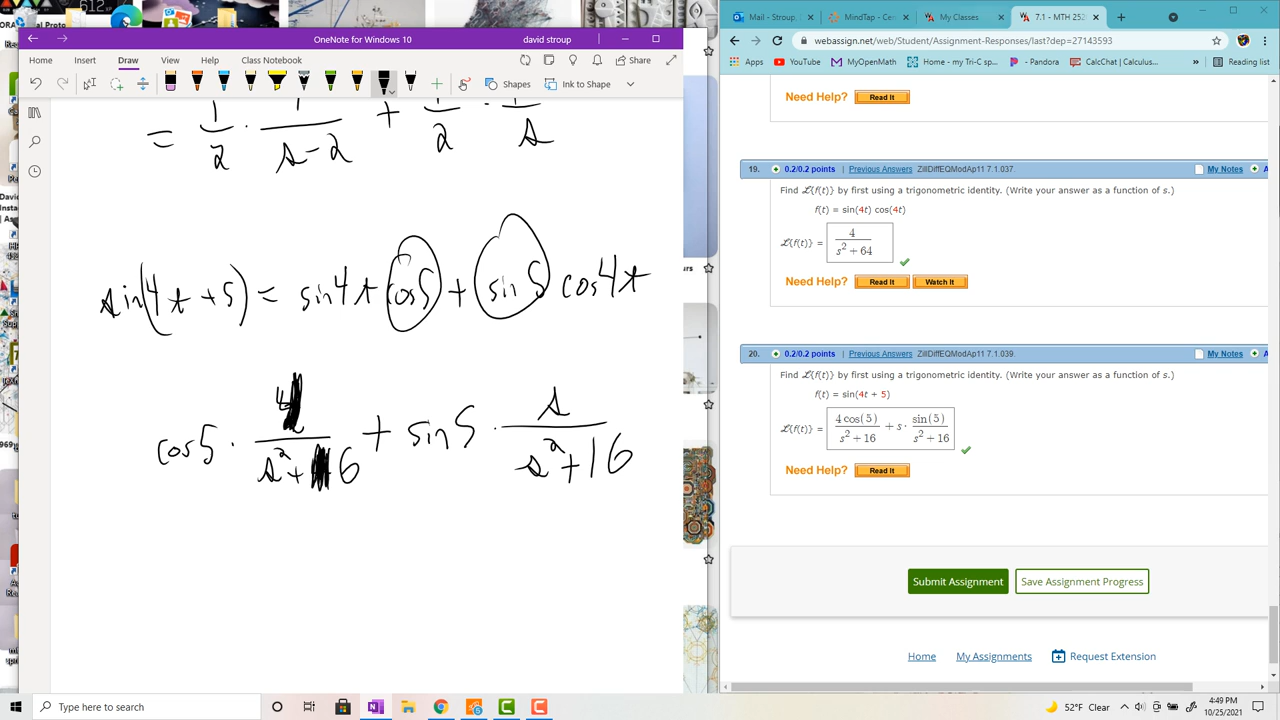 OneNote for Windows 10
david stroup
Home Insert Draw View Help Class Notebook
Share
Shapes
Ink to Shape
= 1/2 · 1/(s-2) + 1/2 · 1/s
sin(4t+5) = sin4t cos5 + sin5 cos4t
cos5 · 4/(s²+16) + sin5 · s/(s²+16)
Mail - Stroup, D
MindTap - Ce
My Classes
7.1 - MTH 253
webassign.net/web/Student/Assignment-Responses/last?dep=27143593
Apps YouTube MyOpenMath Home - my Tri-C sp... - Pandora CalcChat | Calculus...
Reading list
Need Help? Read It
19. 0.2/0.2 points | Previous Answers ZillDiffEQModAp11 7.1.037. My Notes
Find ℒ{f(t)} by first using a trigonometric identity. (Write your answer as a function of s.)
f(t) = sin(4t) cos(4t)
ℒ{f(t)} = 4/(s² + 64)
Need Help? Read It Watch It
20. 0.2/0.2 points | Previous Answers ZillDiffEQModAp11 7.1.039. My Notes
Find ℒ{f(t)} by first using a trigonometric identity. (Write your answer as a function of s.)
f(t) = sin(4t + 5)
ℒ{f(t)} = 4 cos(5)/(s² + 16) + s · sin(5)/(s² + 16)
Need Help? Read It
Submit Assignment Save Assignment Progress
Home My Assignments Request Extension
Type here to search
52°F Clear
4:49 PM
10/25/2021